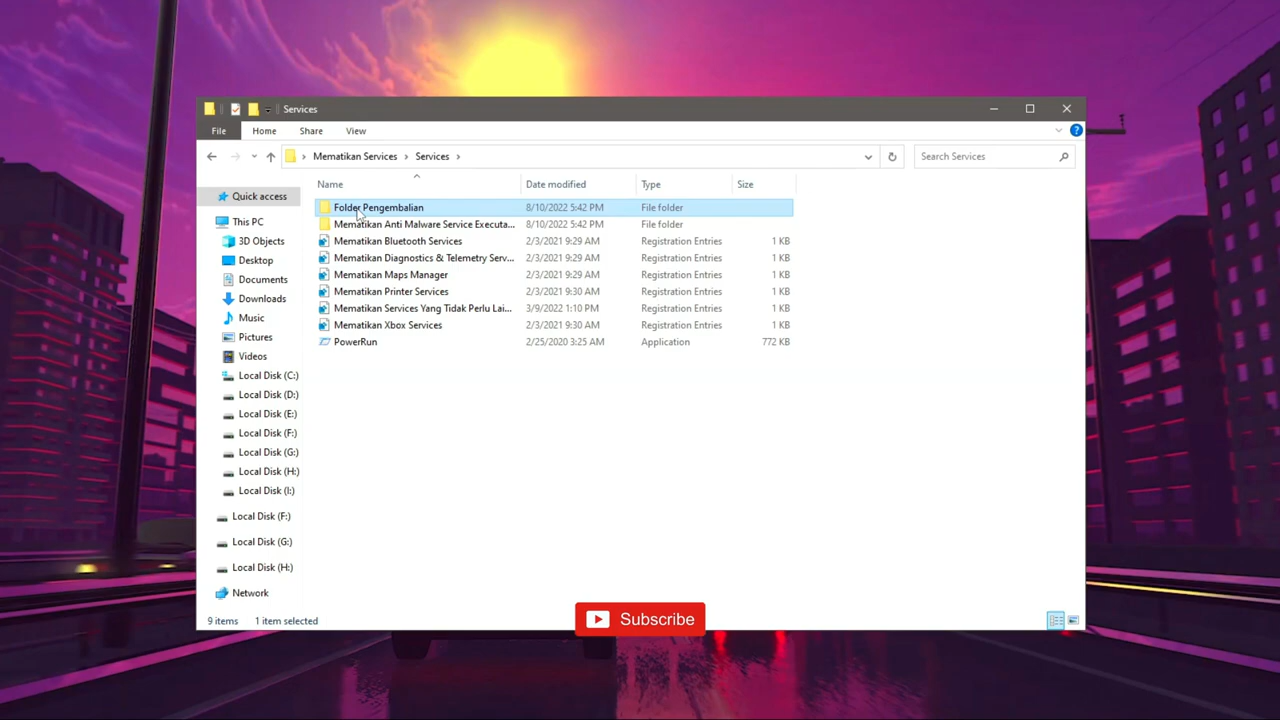 Services
File Home Share View
Mematikan Services Services Search Services
Name Date modified Type Size
Quick access
This PC
3D Objects
Desktop
Documents
Downloads
Music
Pictures
Videos
Local Disk (C:)
Local Disk (D:)
Local Disk (E:)
Local Disk (F:)
Local Disk (G:)
Local Disk (H:)
Local Disk (I:)
Local Disk (F:)
Local Disk (G:)
Local Disk (H:)
Network
Folder Pengembalian 8/10/2022 5:42 PM File folder
Mematikan Anti Malware Service Executa... 8/10/2022 5:42 PM File folder
Mematikan Bluetooth Services 2/3/2021 9:29 AM Registration Entries 1 KB
Mematikan Diagnostics & Telemetry Serv... 2/3/2021 9:29 AM Registration Entries 1 KB
Mematikan Maps Manager 2/3/2021 9:29 AM Registration Entries 1 KB
Mematikan Printer Services 2/3/2021 9:30 AM Registration Entries 1 KB
Mematikan Services Yang Tidak Perlu Lai... 3/9/2022 1:10 PM Registration Entries 1 KB
Mematikan Xbox Services 2/3/2021 9:30 AM Registration Entries 1 KB
PowerRun 2/25/2020 3:25 AM Application 772 KB
9 items 1 item selected
Subscribe